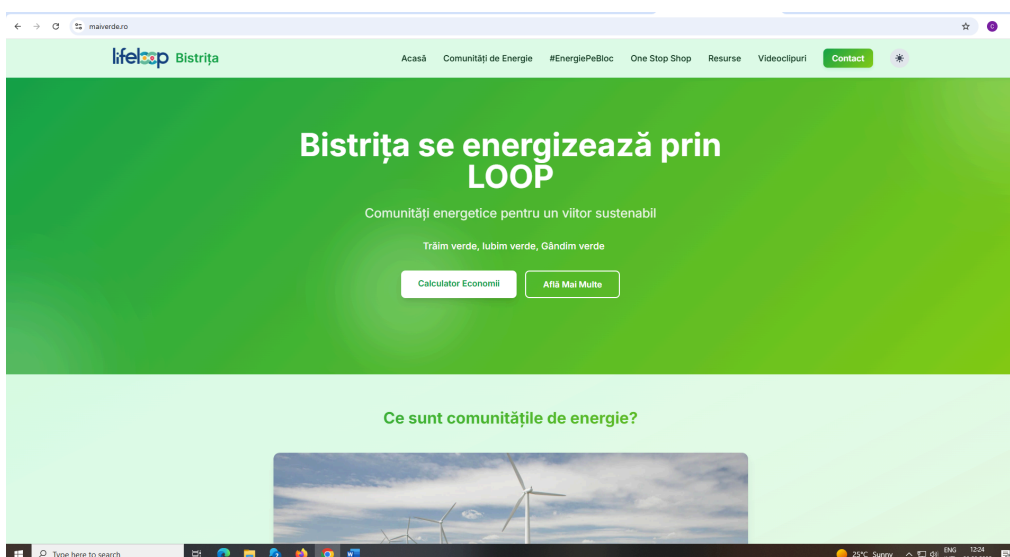 maiverde.ro
lifeloop Bistrița
Acasă Comunități de Energie #EnergiePeBloc One Stop Shop Resurse Videoclipuri Contact
Bistrița se energizează prin
LOOP
Comunități energetice pentru un viitor sustenabil
Trăim verde, Iubim verde, Gândim verde
Calculator Economii Află Mai Multe
Ce sunt comunitățile de energie?
Type here to search
25°C Sunny ENG 12:24